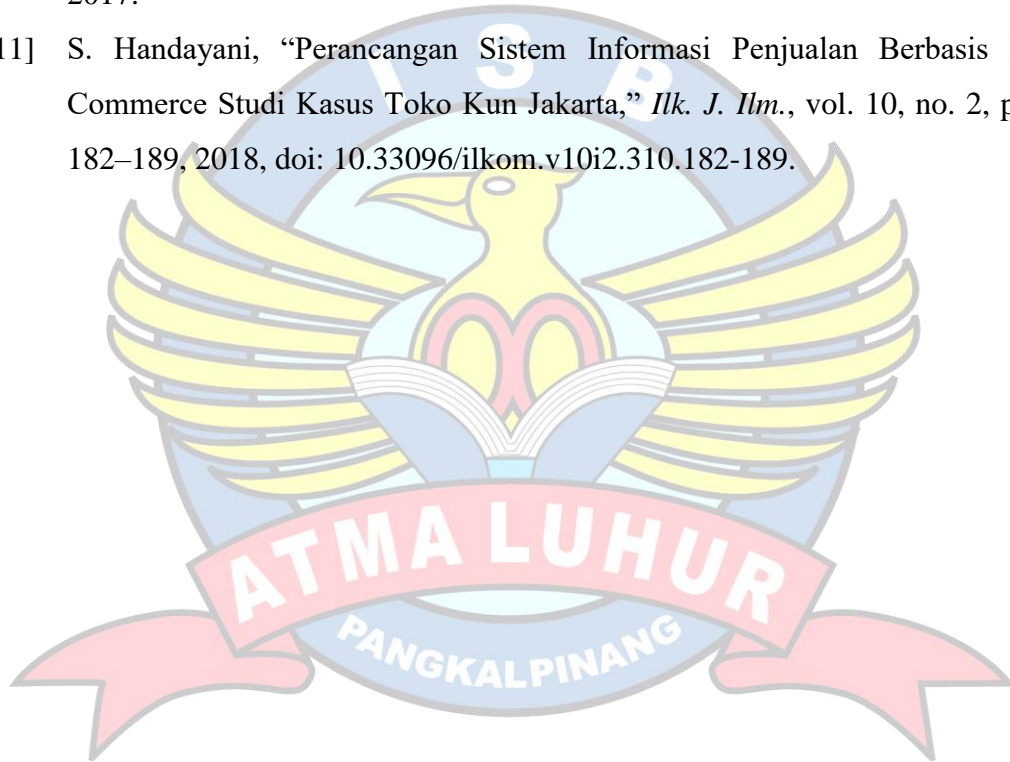 2017.
11] S. Handayani, “Perancangan Sistem Informasi Penjualan Berbasis
Commerce Studi Kasus Toko Kun Jakarta,” Ilk. J. Ilm., vol. 10, no. 2, p
182–189, 2018, doi: 10.33096/ilkom.v10i2.310.182-189.
I S B
ATMA LUHUR
PANGKALPINANG